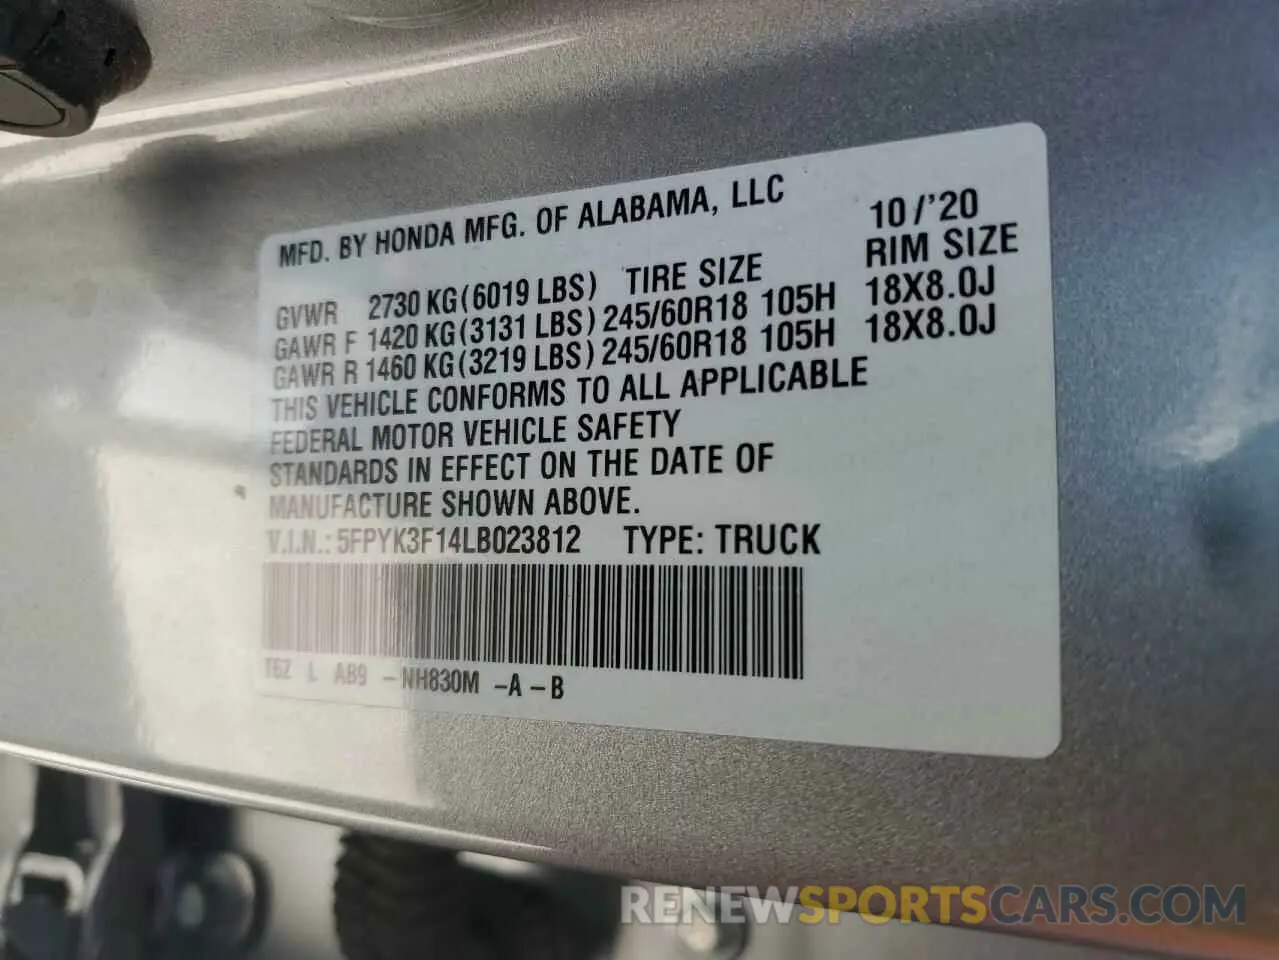 MFD. BY HONDA MFG. OF ALABAMA, LLC 10/'20
GVWR 2730 KG(6019 LBS) TIRE SIZE RIM SIZE
GAWR F 1420 KG(3131 LBS) 245/60R18 105H 18X8.0J
GAWR R 1460 KG(3219 LBS) 245/60R18 105H 18X8.0J
THIS VEHICLE CONFORMS TO ALL APPLICABLE
FEDERAL MOTOR VEHICLE SAFETY
STANDARDS IN EFFECT ON THE DATE OF
MANUFACTURE SHOWN ABOVE.
V.I.N.: 5FPYK3F14LB023812 TYPE: TRUCK
T6Z L AB9 -NH830M -A-B
RENEWSPORTSCARS.COM